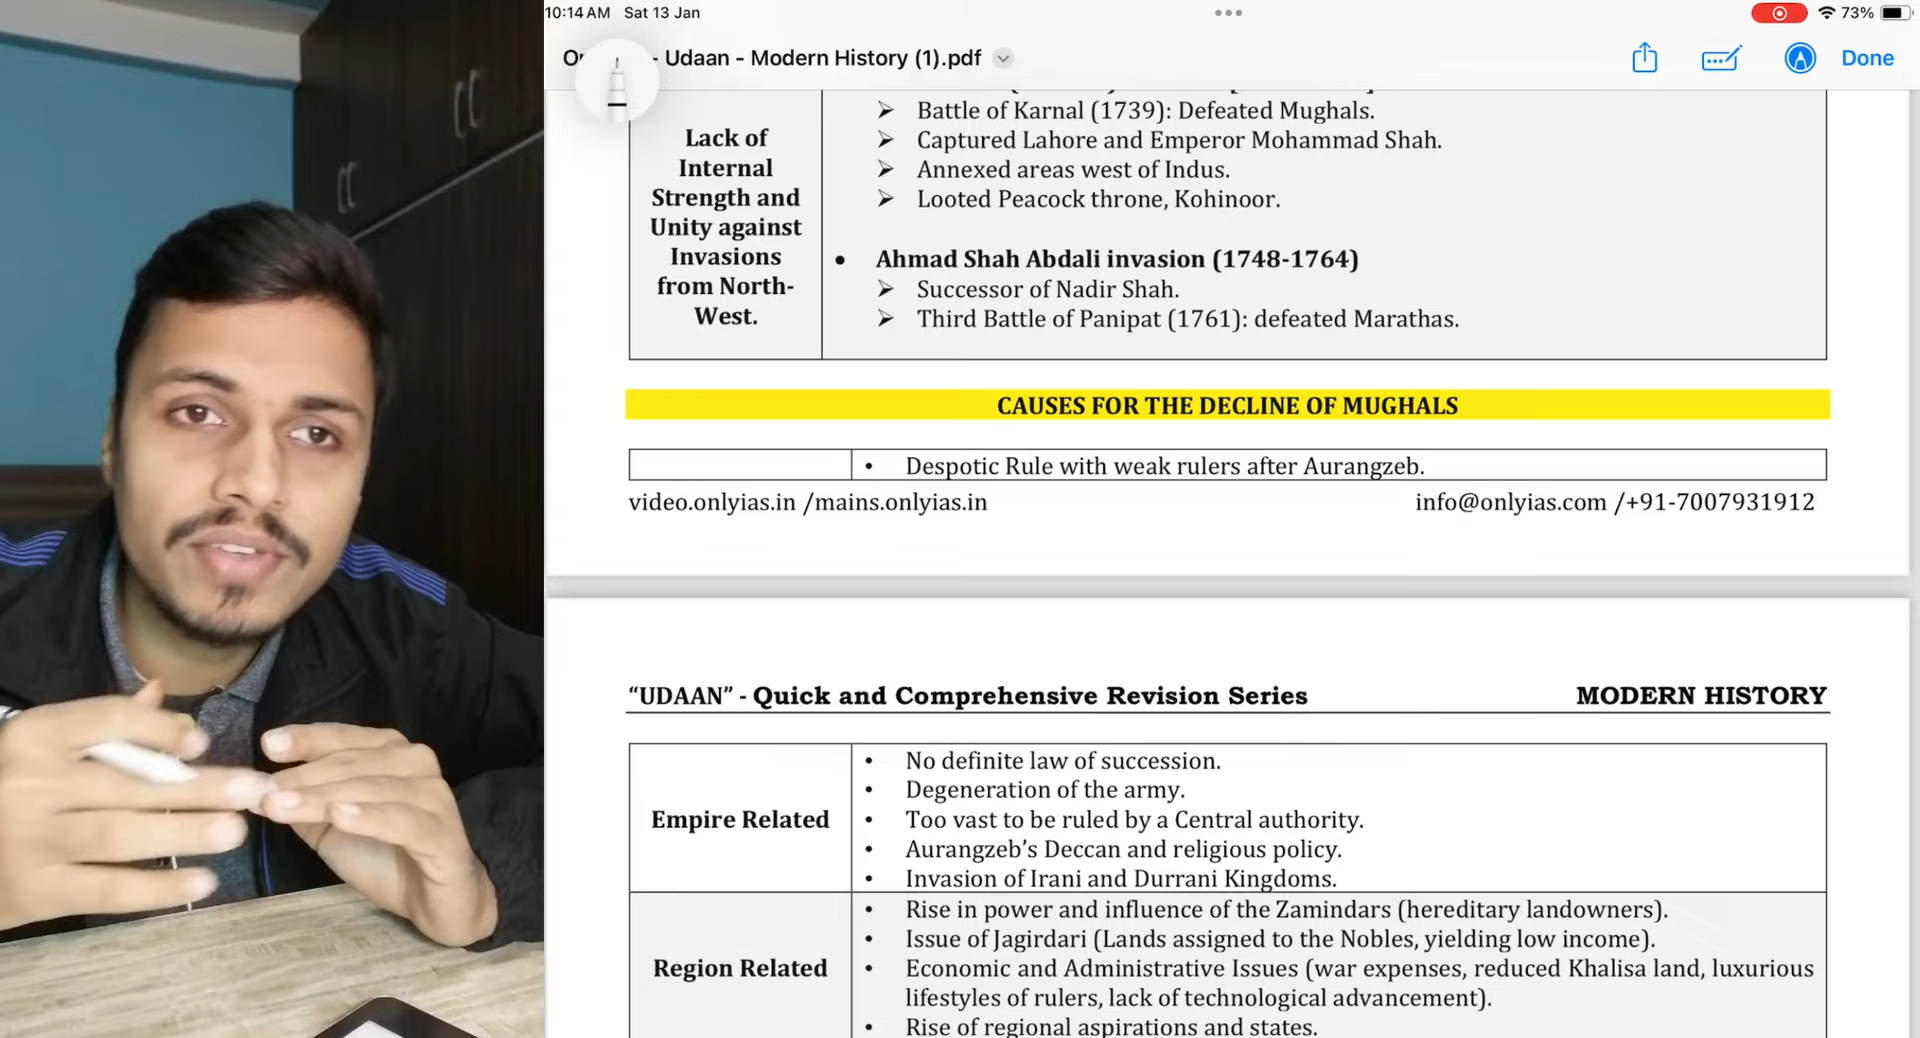 10:14 AM Sat 13 Jan
73%
- Udaan - Modern History (1).pdf
Done
Battle of Karnal (1739): Defeated Mughals.
Captured Lahore and Emperor Mohammad Shah.
Annexed areas west of Indus.
Looted Peacock throne, Kohinoor.
Lack of
Internal
Strength and
Unity against
Invasions
from North-
West.
• Ahmad Shah Abdali invasion (1748-1764)
Successor of Nadir Shah.
Third Battle of Panipat (1761): defeated Marathas.
CAUSES FOR THE DECLINE OF MUGHALS
• Despotic Rule with weak rulers after Aurangzeb.
video.onlyias.in /mains.onlyias.in
info@onlyias.com /+91-7007931912
“UDAAN” - Quick and Comprehensive Revision Series
MODERN HISTORY
Empire Related
• No definite law of succession.
• Degeneration of the army.
• Too vast to be ruled by a Central authority.
• Aurangzeb’s Deccan and religious policy.
• Invasion of Irani and Durrani Kingdoms.
Region Related
• Rise in power and influence of the Zamindars (hereditary landowners).
• Issue of Jagirdari (Lands assigned to the Nobles, yielding low income).
• Economic and Administrative Issues (war expenses, reduced Khalisa land, luxurious
lifestyles of rulers, lack of technological advancement).
• Rise of regional aspirations and states.